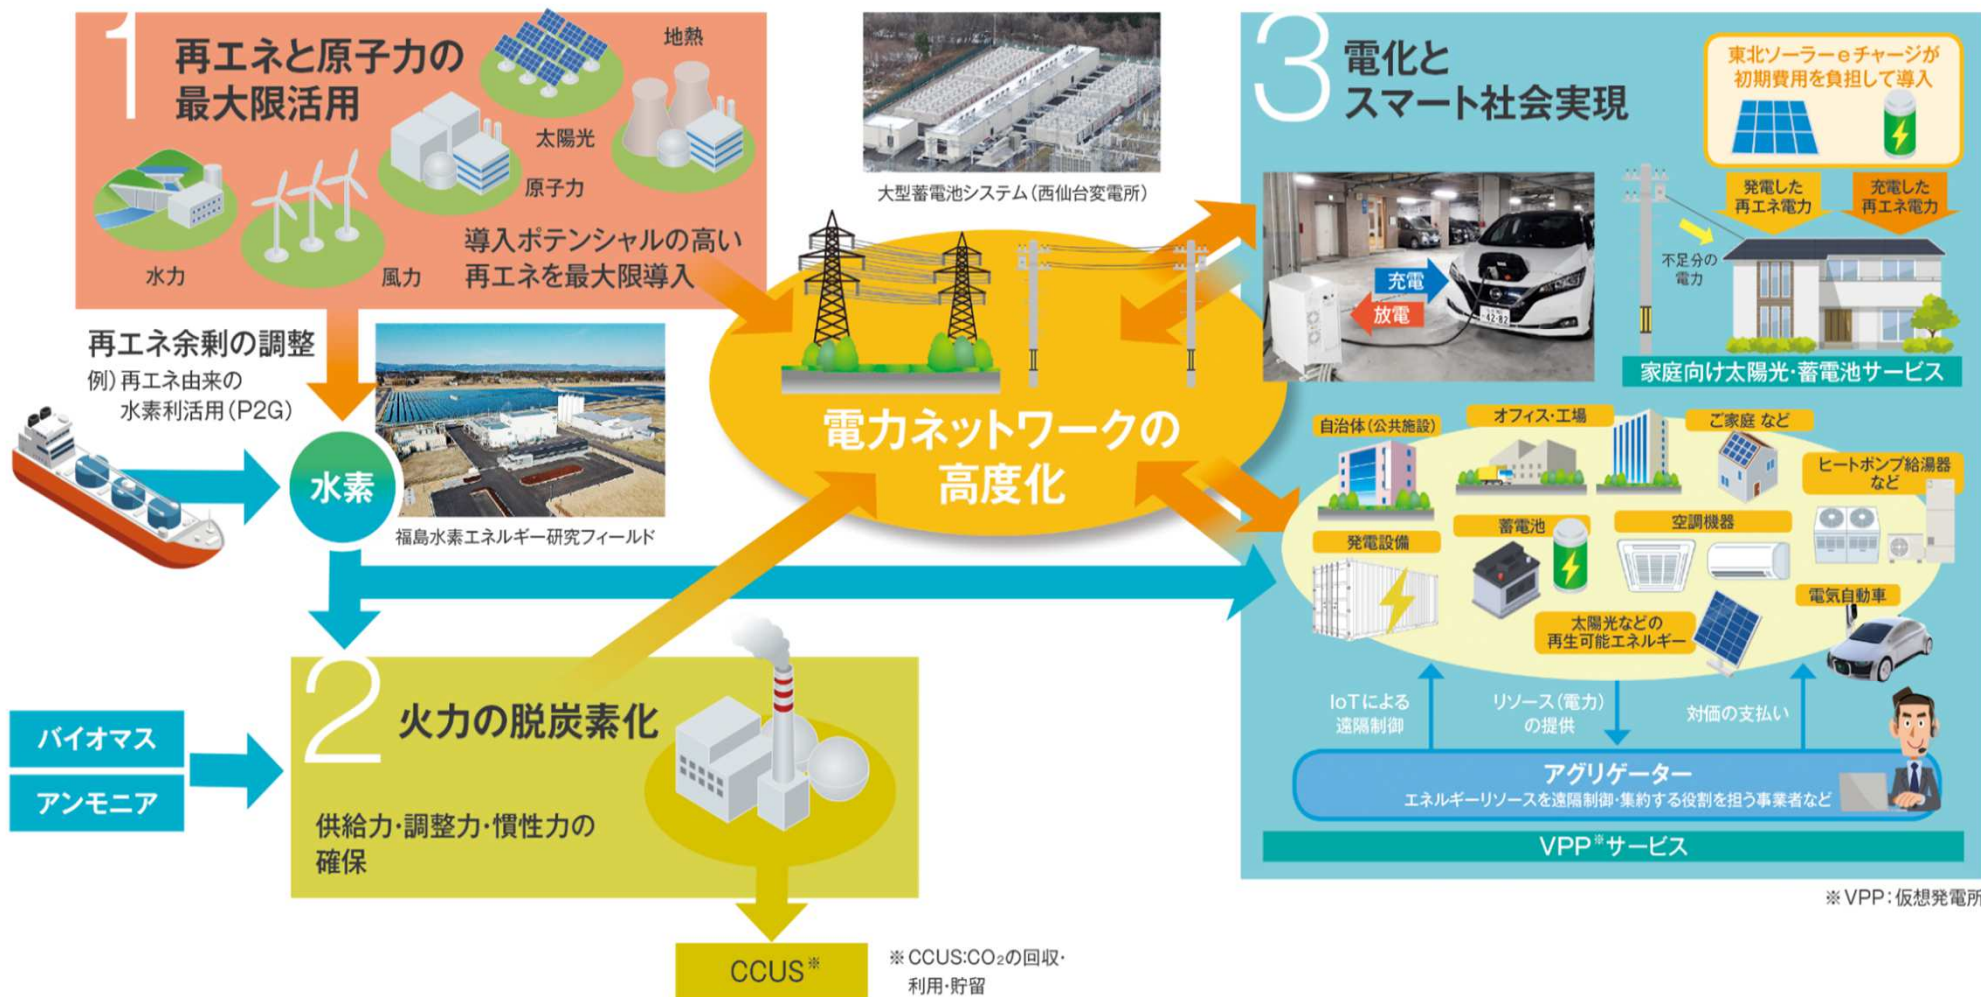 1
再エネと原子力の
最大限活用
地熱
太陽光
原子力
水力
風力
導入ポテンシャルの高い
再エネを最大限導入
再エネ余剰の調整
例) 再エネ由来の
水素利活用(P2G)
水素
福島水素エネルギー研究フィールド
大型蓄電池システム(西仙台変電所)
電力ネットワークの
高度化
2
火力の脱炭素化
供給力・調整力・慣性力の
確保
バイオマス
アンモニア
CCUS※
※CCUS:CO₂の回収・
利用・貯留
3
電化と
スマート社会実現
東北ソーラーeチャージが
初期費用を負担して導入
発電した
再エネ電力
充電した
再エネ電力
不足分の
電力
充電
放電
42-82
家庭向け太陽光・蓄電池サービス
自治体(公共施設)
オフィス・工場
ご家庭 など
ヒートポンプ給湯器
など
発電設備
蓄電池
空調機器
電気自動車
太陽光などの
再生可能エネルギー
IoTによる
遠隔制御
リソース(電力)
の提供
対価の支払い
アグリゲーター
エネルギーリソースを遠隔制御・集約する役割を担う事業者など
VPP※サービス
※VPP:仮想発電所